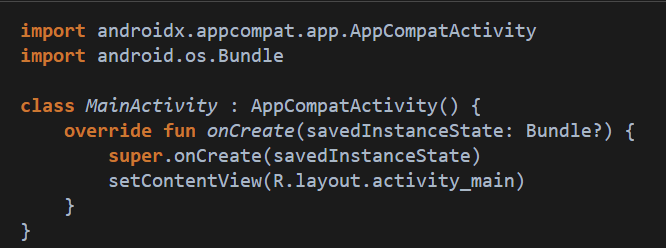 import androidx.appcompat.app.AppCompatActivity
import android.os.Bundle

class MainActivity : AppCompatActivity() {
    override fun onCreate(savedInstanceState: Bundle?) {
        super.onCreate(savedInstanceState)
        setContentView(R.layout.activity_main)
    }
}